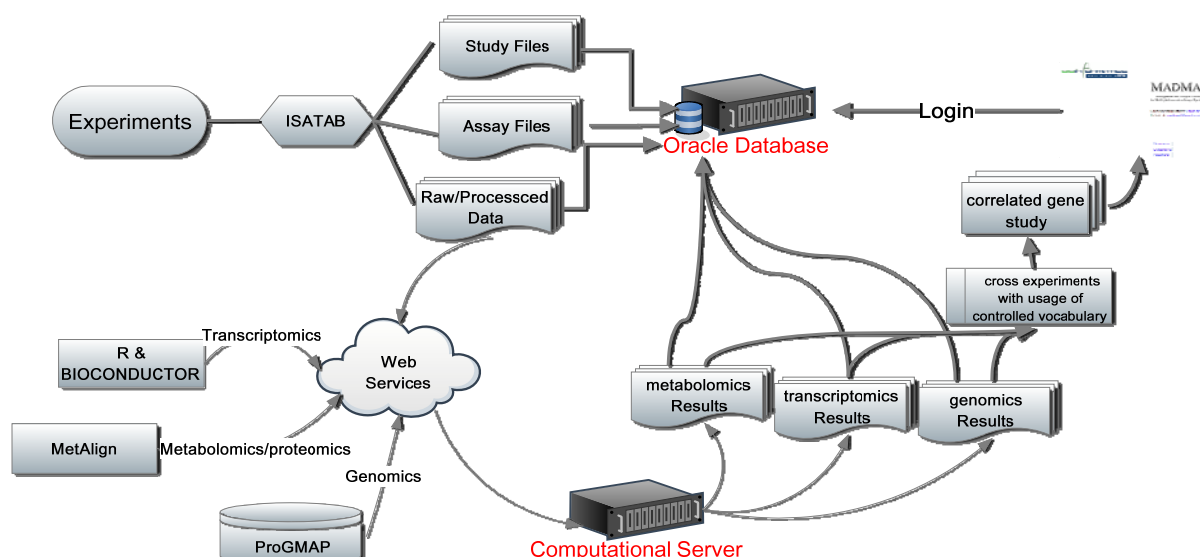 Study Files
Experiments
ISATAB
Assay Files
Raw/Processced
Data
Oracle Database
Login
MADMA
correlated gene
study
cross experiments
with usage of
controlled vocabulary
Transcriptomics
R &
BIOCONDUCTOR
Web
Services
MetAlign
Metabolomics/proteomics
Genomics
ProGMAP
metabolomics
Results
transcriptomics
Results
genomics
Results
Computational Server